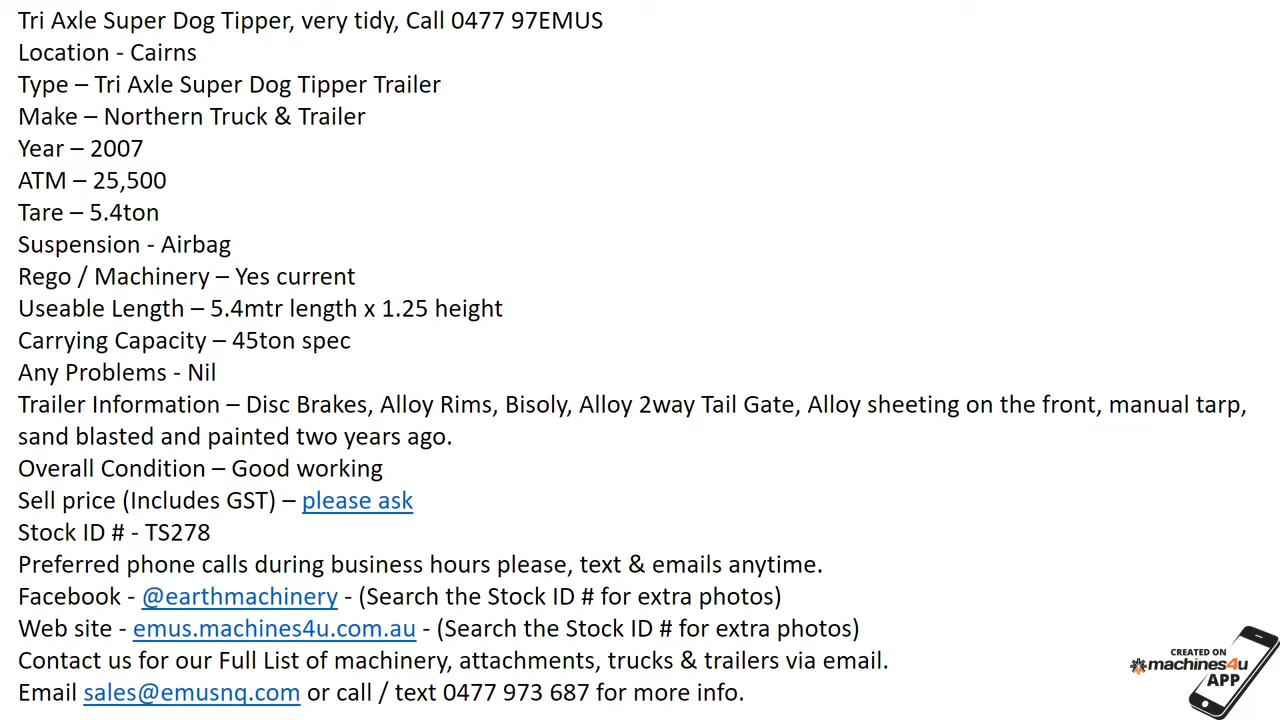 Tri Axle Super Dog Tipper, very tidy, Call 0477 97EMUS
Location - Cairns
Type – Tri Axle Super Dog Tipper Trailer
Make – Northern Truck & Trailer
Year – 2007
ATM – 25,500
Tare – 5.4ton
Suspension - Airbag
Rego / Machinery – Yes current
Useable Length – 5.4mtr length x 1.25 height
Carrying Capacity – 45ton spec
Any Problems - Nil
Trailer Information – Disc Brakes, Alloy Rims, Bisoly, Alloy 2way Tail Gate, Alloy sheeting on the front, manual tarp,
sand blasted and painted two years ago.
Overall Condition – Good working
Sell price (Includes GST) – please ask
Stock ID # - TS278
Preferred phone calls during business hours please, text & emails anytime.
Facebook - @earthmachinery - (Search the Stock ID # for extra photos)
Web site - emus.machines4u.com.au - (Search the Stock ID # for extra photos)
Contact us for our Full List of machinery, attachments, trucks & trailers via email.
Email sales@emusnq.com or call / text 0477 973 687 for more info.
CREATED ON
machines4u
APP